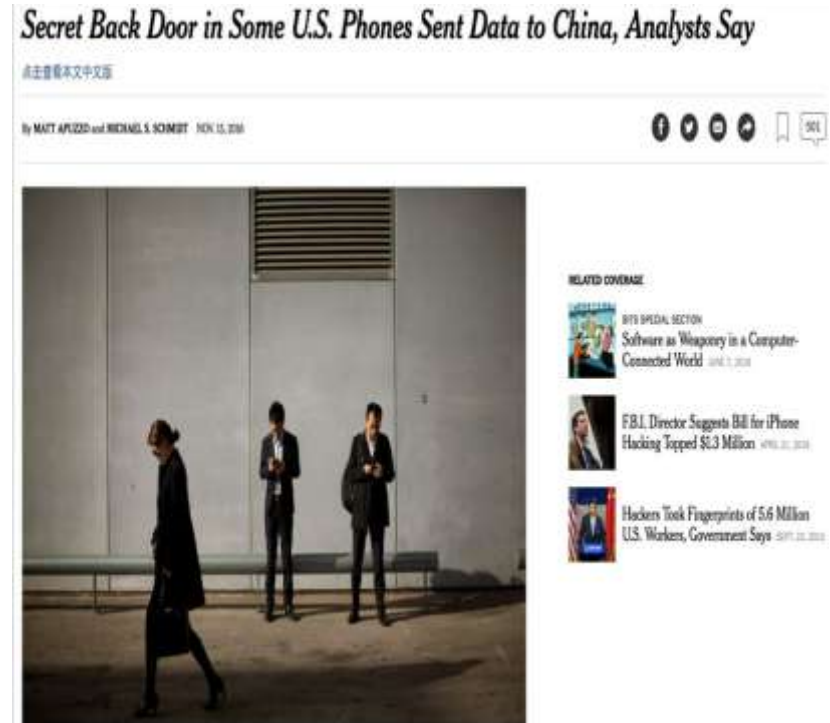 Secret Back Door in Some U.S. Phones Sent Data to China, Analysts Say
点击查看本文中文版
By MATT APUZZO and MICHAEL S. SCHMIDT NOV. 15, 2016
501
RELATED COVERAGE
BITS SPECIAL SECTION
Software as Weaponry in a Computer-
Connected World
F.B.I. Director Suggests Bill for iPhone
Hacking Topped $1.3 Million
Hackers Took Fingerprints of 5.6 Million
U.S. Workers, Government Says